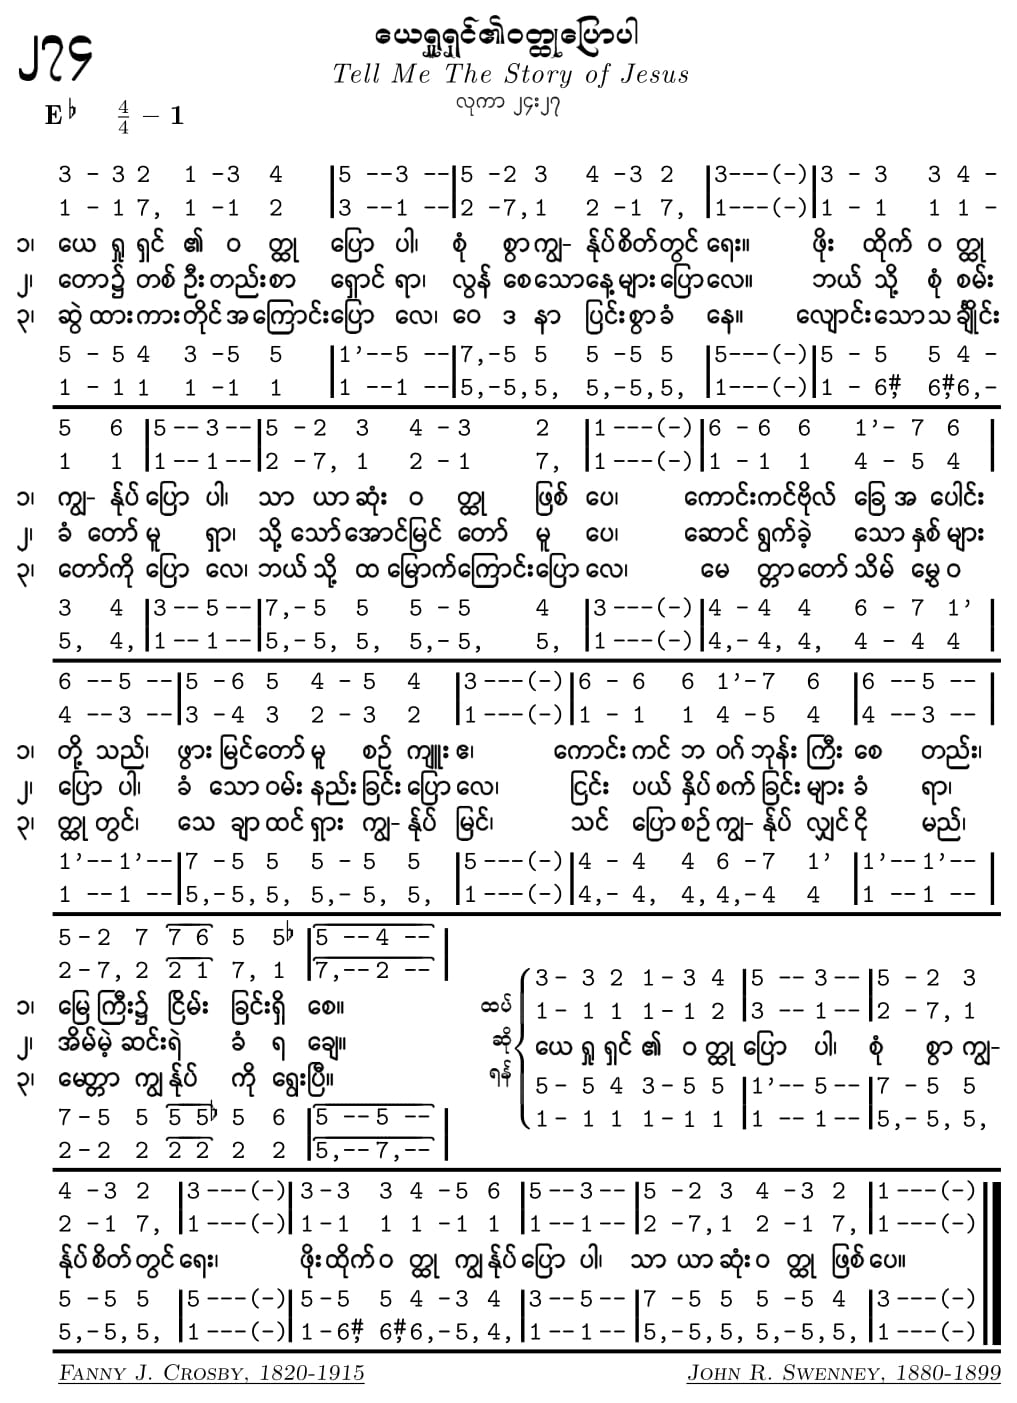 ၂၇၄
ယေရှုရှင်၏ဝတ္ထုပြောပါ
Tell Me The Story of Jesus
လုကာ ၂၄း၂၇
E♭ 4/4 – 1
3 - 3 2 1 -3 4 |5 --3 --|5 -2 3 4 -3 2 |3---(-)|3 - 3 3 4 -
1 - 1 7, 1 -1 2 |3 --1 --|2 -7,1 2 -1 7, |1---(-)|1 - 1 1 1 -
၁၊ ယေ ရှု ရှင် ၏ ဝ တ္ထု ပြော ပါ၊ စုံ စွာ ကျွ- န်ုပ်စိတ်တွင် ရေး။ ဖိုး ထိုက် ဝ တ္ထု
၂၊ တော၌ တစ် ဦး တည်းစာ ရှောင် ရာ၊ လွန် စေသောနေ့များပြောလေ။ ဘယ် သို့ စုံ စမ်း
၃၊ ဆွဲ ထားကားတိုင်အကြောင်းပြော လေ၊ ဝေ ဒ နာ ပြင်းစွာခံ နေ။ လျောင်းသောသချိုင်း
5 - 5 4 3 -5 5 |1’--5 --|7,-5 5 5 -5 5 |5---(-)|5 - 5 5 4 -
1 - 1 1 1 -1 1 |1 --1 --|5,-5,5, 5,-5,5, |1---(-)|1 - 6#, 6#,6,-
5 6 |5 -- 3 --|5 - 2 3 4 - 3 2 |1 ---(-)|6 - 6 6 1’- 7 6 |
1 1 |1 -- 1 --|2 - 7, 1 2 - 1 7, |1 ---(-)|1 - 1 1 4 - 5 4 |
၁၊ ကျွ- န်ုပ် ပြော ပါ၊ သာ ယာ ဆုံး ဝ တ္ထု ဖြစ် ပေ၊ ကောင်းကင်ဗိုလ် ခြေ အ ပေါင်း
၂၊ ခံ တော် မူ ရှာ၊ သို့ သော်အောင်မြင် တော် မူ ပေ၊ ဆောင် ရွက်ခဲ့ သော နှစ် များ
၃၊ တော်ကို ပြော လေ၊ ဘယ် သို့ ထ မြောက်ကြောင်းပြော လေ၊ မေ တ္တာတော် သိမ် မွေ့ ဝ
3 4 |3 -- 5 --|7,- 5 5 5 - 5 4 |3 ---(-)|4 - 4 4 6 - 7 1’ |
5, 4, |1 -- 1 --|5,- 5, 5, 5,- 5, 5, |1 ---(-)|4,- 4, 4, 4 - 4 4 |
6 -- 5 --|5 -6 5 4 - 5 4 |3 ---(-)|6 - 6 6 1’-7 6 |6 -- 5 -- |
4 -- 3 --|3 -4 3 2 - 3 2 |1 ---(-)|1 - 1 1 4 -5 4 |4 -- 3 -- |
၁၊ တို့ သည်၊ ဖွား မြင်တော် မူ စဉ် ကျူး ဧ၊ ကောင်း ကင် ဘ ဝဂ် ဘုန်း ကြီး စေ တည်း၊
၂၊ ပြော ပါ၊ ခံ သော ဝမ်း နည်း ခြင်း ပြော လေ၊ ငြင်း ပယ် နှိပ် စက် ခြင်း များ ခံ ရာ၊
၃၊ တ္ထု တွင်၊ သေ ချာ ထင် ရှား ကျွ- န်ုပ် မြင်၊ သင် ပြော စဉ် ကျွ- န်ုပ် လျှင် ငို မည်၊
1’-- 1’--|7 -5 5 5 - 5 5 |5 ---(-)|4 - 4 4 6 -7 1’ |1’-- 1’-- |
1 -- 1 --|5,-5, 5, 5,- 5, 5, |1 ---(-)|4,- 4, 4, 4,-4 4 |1 -- 1 -- |
5 - 2 7 7 6 5 5♭ |5 -- 4 -- |
2 - 7, 2 2 1 7, 1 |7,-- 2 -- |
၁၊ မြေ ကြီး၌ ငြိမ်း ခြင်းရှိ စေ။
၂၊ အိမ်မဲ့ ဆင်းရဲ ခံ ရ ချေ။
၃၊ မေတ္တာ ကျွန်ုပ် ကို ရွေးပြီ။
7 - 5 5 5 5♭ 5 6 |5 -- 5 -- |
2 - 2 2 2 2 2 2 |5,-- 7,-- |
ထပ်ဆိုရန်
3 - 3 2 1 - 3 4 |5 -- 3 --|5 - 2 3
1 - 1 1 1 - 1 2 |3 -- 1 --|2 - 7, 1
ယေ ရှု ရှင် ၏ ဝ တ္ထု ပြော ပါ၊ စုံ စွာ ကျွ-
5 - 5 4 3 - 5 5 |1’-- 5 --|7 - 5 5
1 - 1 1 1 - 1 1 |1 -- 1 --|5,- 5, 5,
4 -3 2 |3 ---(-)|3 -3 3 4 -5 6 |5 -- 3 --|5 -2 3 4 -3 2 |1 ---(-)
2 -1 7, |1 ---(-)|1 -1 1 1 -1 1 |1 -- 1 --|2 -7,1 2 -1 7, |1 ---(-)
န်ုပ်စိတ်တွင်ရေး၊ ဖိုးထိုက်ဝ တ္ထု ကျွန်ုပ်ပြော ပါ၊ သာ ယာ ဆုံးဝ တ္ထု ဖြစ်ပေ။
5 -5 5 |5 ---(-)|5 -5 5 4 -3 4 |3 -- 5 --|7 -5 5 5 -5 4 |3 ---(-)
5,-5,5, |1 ---(-)|1 -6#, 6#,6,-5,4, |1 -- 1 --|5,-5,5, 5,-5,5, |1 ---(-)
FANNY J. CROSBY, 1820-1915
JOHN R. SWENNEY, 1880-1899